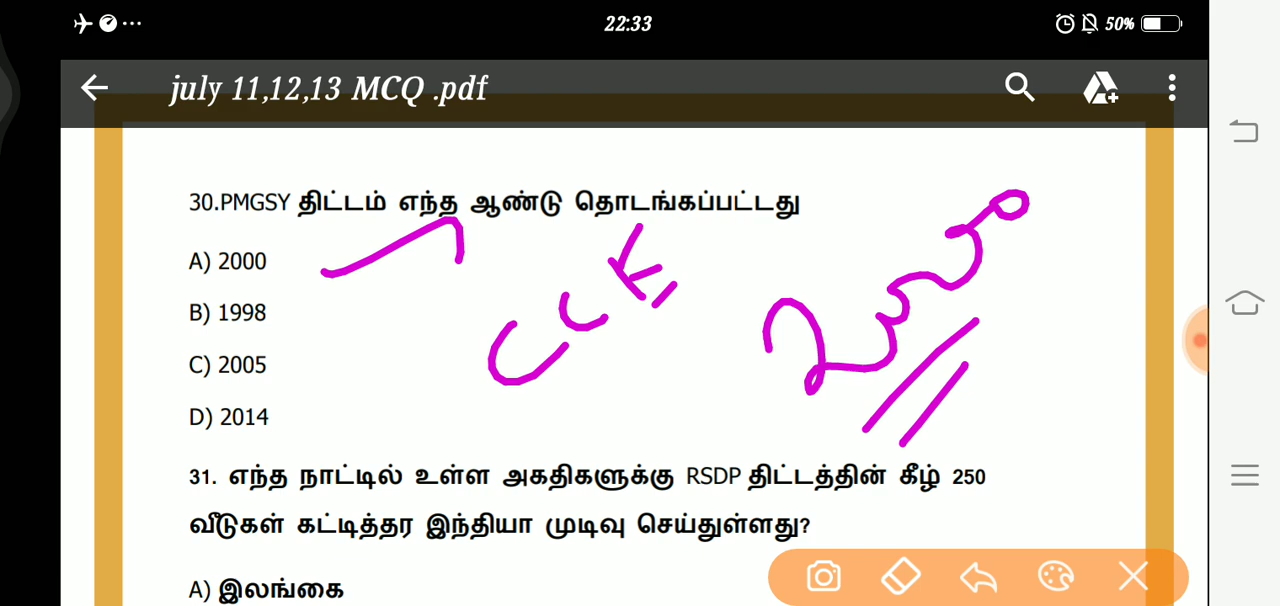 22:33
50%
july 11,12,13 MCQ .pdf
30.PMGSY திட்டம் எந்த ஆண்டு தொடங்கப்பட்டது
A) 2000
B) 1998
C) 2005
D) 2014
31. எந்த நாட்டில் உள்ள அகதிகளுக்கு RSDP திட்டத்தின் கீழ் 250
வீடுகள் கட்டித்தர இந்தியா முடிவு செய்துள்ளது?
A) இலங்கை